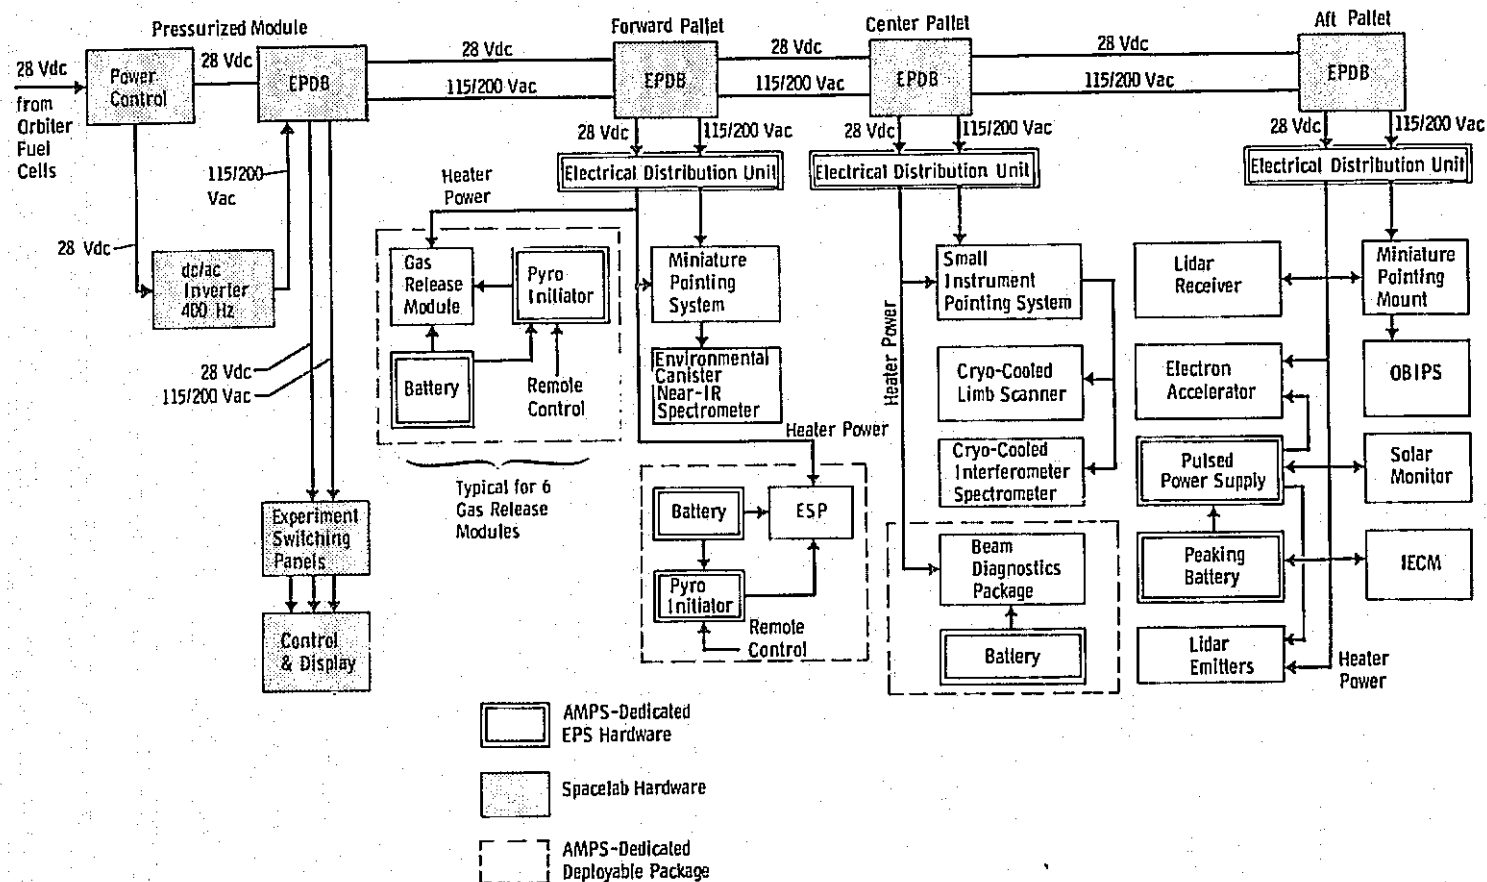 Pressurized Module
28 Vdc
from
Orbiter
Fuel
Cells
Power
Control
28 Vdc
EPDB
28 Vdc
115/200 Vac
Forward Pallet
EPDB
28 Vdc
115/200 Vac
Center Pallet
EPDB
28 Vdc
115/200 Vac
Aft Pallet
EPDB
28 Vdc
dc/ac
Inverter
400 Hz
115/200
Vac
28 Vdc
115/200 Vac
Experiment
Switching
Panels
Control
& Display
28 Vdc
115/200 Vac
Electrical Distribution Unit
Heater
Power
Gas
Release
Module
Pyro
Initiator
Battery
Remote
Control
Typical for 6
Gas Release
Modules
Miniature
Pointing
System
Environmental
Canister
Near-IR
Spectrometer
Heater Power
Battery
ESP
Pyro
Initiator
Remote
Control
28 Vdc
115/200 Vac
Electrical Distribution Unit
Heater Power
Small
Instrument
Pointing System
Cryo-Cooled
Limb Scanner
Cryo-Cooled
Interferometer
Spectrometer
Beam
Diagnostics
Package
Battery
28 Vdc
115/200 Vac
Electrical Distribution Unit
Lidar
Receiver
Miniature
Pointing
Mount
Electron
Accelerator
OBIPS
Pulsed
Power Supply
Solar
Monitor
Peaking
Battery
IECM
Lidar
Emitters
Heater
Power
AMPS-Dedicated
EPS Hardware
Spacelab Hardware
AMPS-Dedicated
Deployable Package